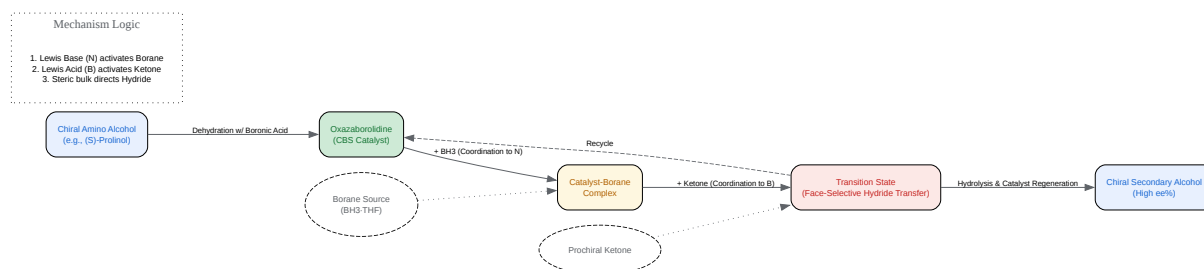 Mechanism Logic
1. Lewis Base (N) activates Borane
2. Lewis Acid (B) activates Ketone
3. Steric bulk directs Hydride
Chiral Amino Alcohol
(e.g., (S)-Prolinol)
Dehydration w/ Boronic Acid
Oxazaborolidine
(CBS Catalyst)
Recycle
+ BH3 (Coordination to N)
Borane Source
(BH3·THF)
Catalyst-Borane
Complex
+ Ketone (Coordination to B)
Transition State
(Face-Selective Hydride Transfer)
Hydrolysis & Catalyst Regeneration
Chiral Secondary Alcohol
(High ee%)
Prochiral Ketone